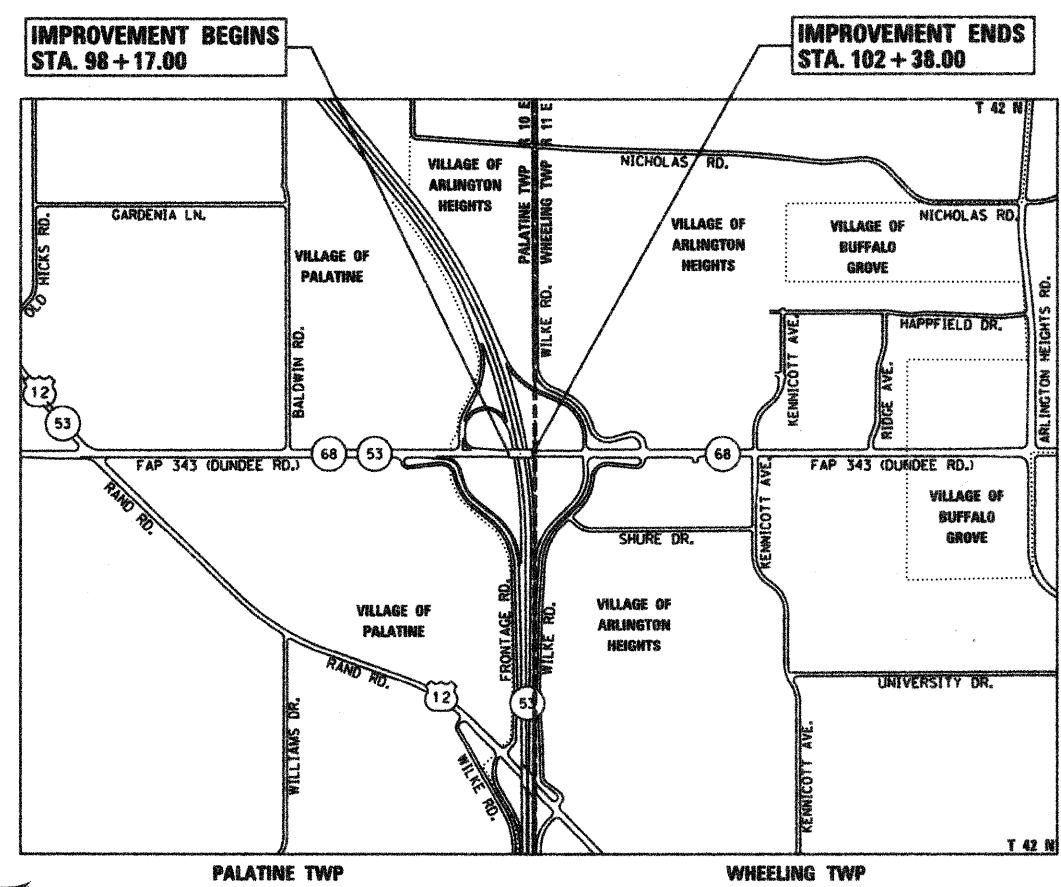 IMPROVEMENT BEGINS
STA. 98 + 17.00
IMPROVEMENT ENDS
STA. 102 + 38.00
T 42 N
PALATINE TWP R 10 E
WHEELING TWP R 11 E
NICHOLAS RD.
VILLAGE OF
ARLINGTON
HEIGHTS
GARDENIA LN.
OLD HICKS RD.
VILLAGE OF
PALATINE
VILLAGE OF
ARLINGTON
HEIGHTS
NICHOLAS RD.
VILLAGE OF
BUFFALO
GROVE
BALDWIN RD.
WILKE RD.
HAPPFIELD DR.
KENNICOTT AVE.
RIDGE AVE.
ARLINGTON HEIGHTS RD.
12
53
68
53
68
FAP 343 (DUNDEE RD.)
FAP 343 (DUNDEE RD.)
RAND RD.
KENNICOTT AVE.
VILLAGE OF
BUFFALO
GROVE
SHURE DR.
FRONTAGE RD.
WILKE RD.
VILLAGE OF
PALATINE
VILLAGE OF
ARLINGTON
HEIGHTS
RAND RD.
12
53
UNIVERSITY DR.
WILLIAMS DR.
WILKE RD.
KENNICOTT AVE.
T 42 N
PALATINE TWP
WHEELING TWP